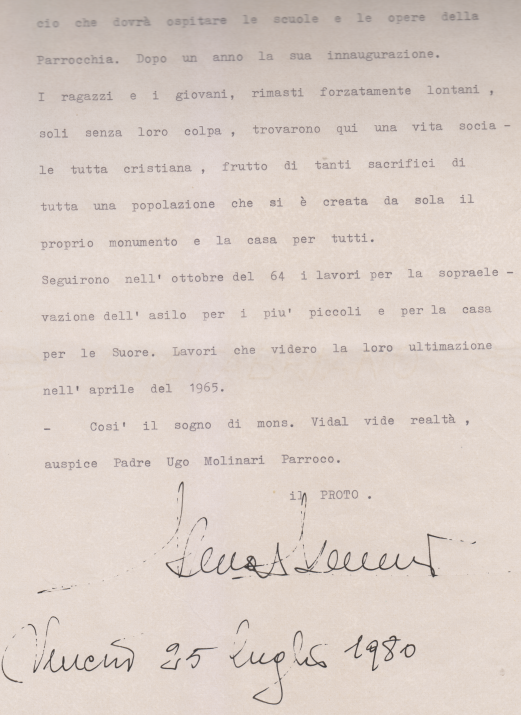 cio che dovrà ospitare le scuole e le opere della
Parrocchia. Dopo un anno la sua innaugurazione.
I ragazzi e i giovani, rimasti forzatamente lontani ,
soli senza loro colpa , trovarono qui una vita socia -
le tutta cristiana , frutto di tanti sacrifici di
tutta una popolazione che si è creata da sola il
proprio monumento e la casa per tutti.
Seguirono nell' ottobre del 64 i lavori per la sopraele -
vazione dell' asilo per i piu' piccoli e per la casa
per le Suore. Lavori che videro la loro ultimazione
nell' aprile del 1965.
- Cosi' il sogno di mons. Vidal vide realtà ,
auspice Padre Ugo Molinari Parroco.
il PROTO .
25 luglio 1980